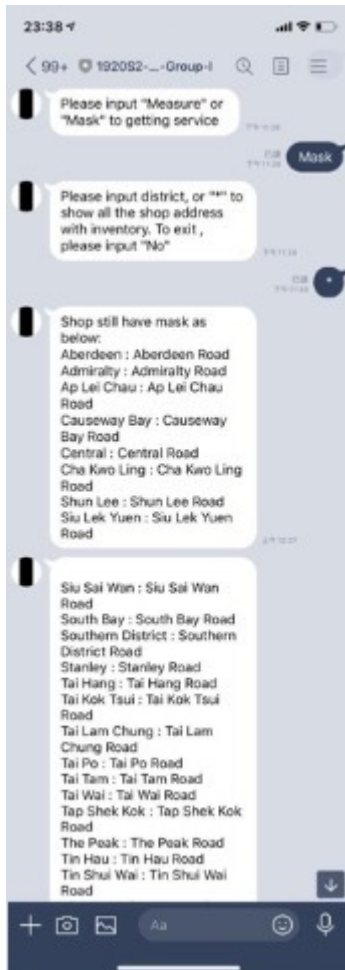 23:38
99+ 1920S2-...-Group-I
Please input "Measure" or
"Mask" to getting service
Mask
Please input district, or "*" to
show all the shop address
with inventory. To exit ,
please input "No"
*
Shop still have mask as
below:
Aberdeen : Aberdeen Road
Admiralty : Admiralty Road
Ap Lei Chau : Ap Lei Chau
Road
Causeway Bay : Causeway
Bay Road
Central : Central Road
Cha Kwo Ling : Cha Kwo Ling
Road
Shun Lee : Shun Lee Road
Siu Lek Yuen : Siu Lek Yuen
Road
Siu Sai Wan : Siu Sai Wan
Road
South Bay : South Bay Road
Southern District : Southern
District Road
Stanley : Stanley Road
Tai Hang : Tai Hang Road
Tai Kok Tsui : Tai Kok Tsui
Road
Tai Lam Chung : Tai Lam
Chung Road
Tai Po : Tai Po Road
Tai Tam : Tai Tam Road
Tai Wai : Tai Wai Road
Tap Shek Kok : Tap Shek Kok
Road
The Peak : The Peak Road
Tin Hau : Tin Hau Road
Tin Shui Wai : Tin Shui Wai
Road
Aa